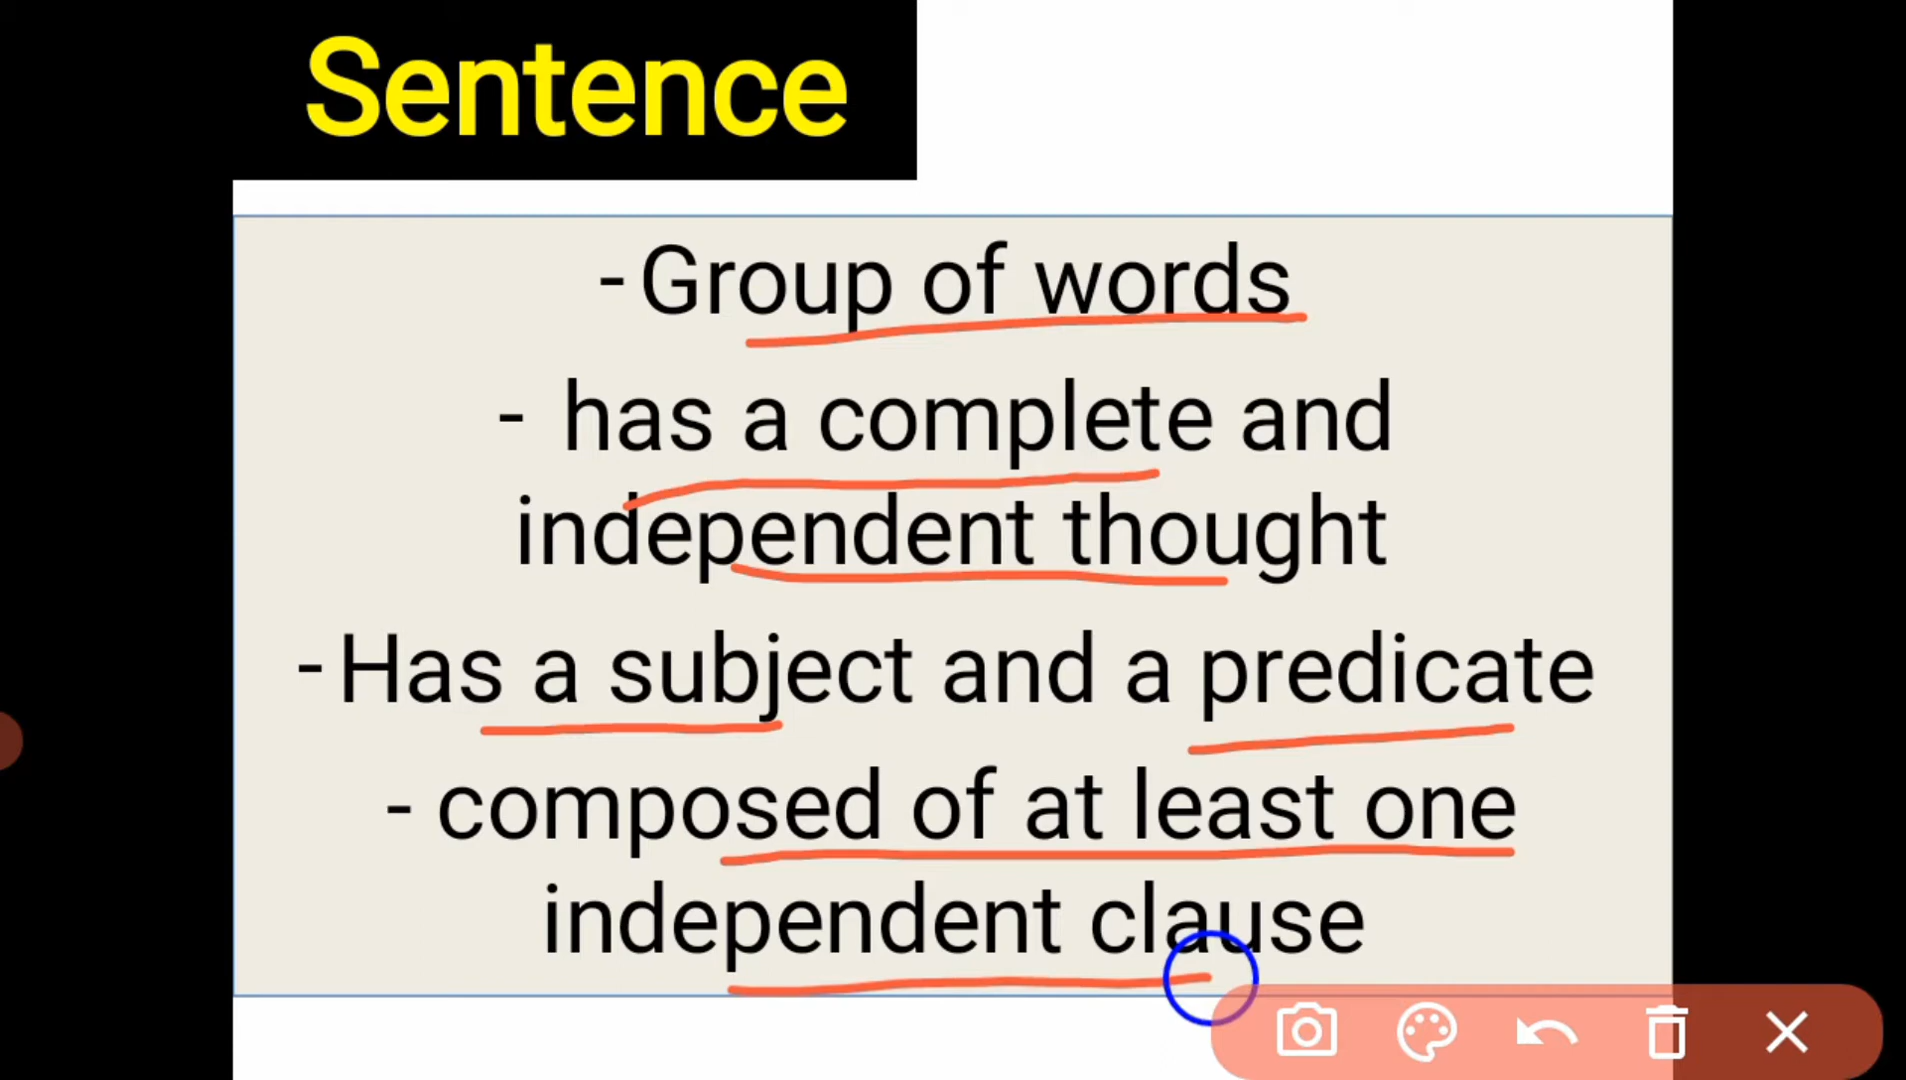 Sentence
- Group of words
- has a complete and
independent thought
- Has a subject and a predicate
- composed of at least one
independent clause